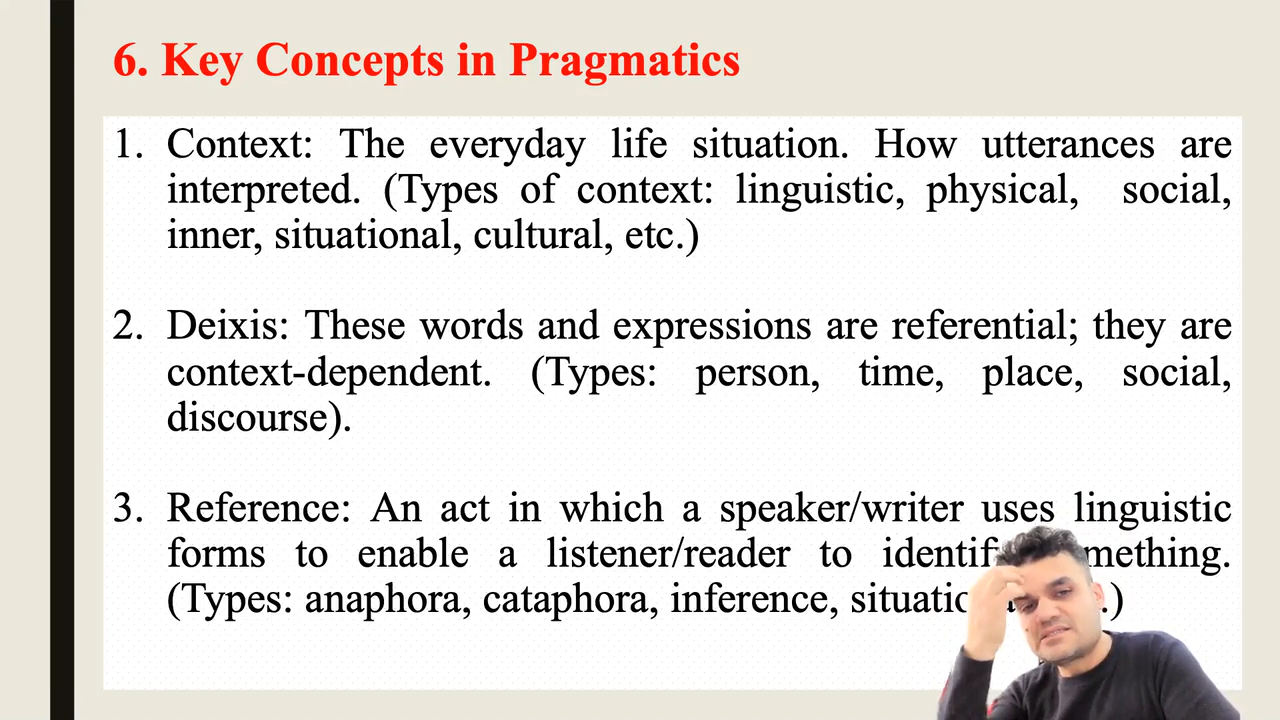 6. Key Concepts in Pragmatics
1. Context: The everyday life situation. How utterances are
interpreted. (Types of context: linguistic, physical, social,
inner, situational, cultural, etc.)
2. Deixis: These words and expressions are referential; they are
context-dependent. (Types: person, time, place, social,
discourse).
3. Reference: An act in which a speaker/writer uses linguistic
forms to enable a listener/reader to
(Types: anaphora, cataphora, inference,